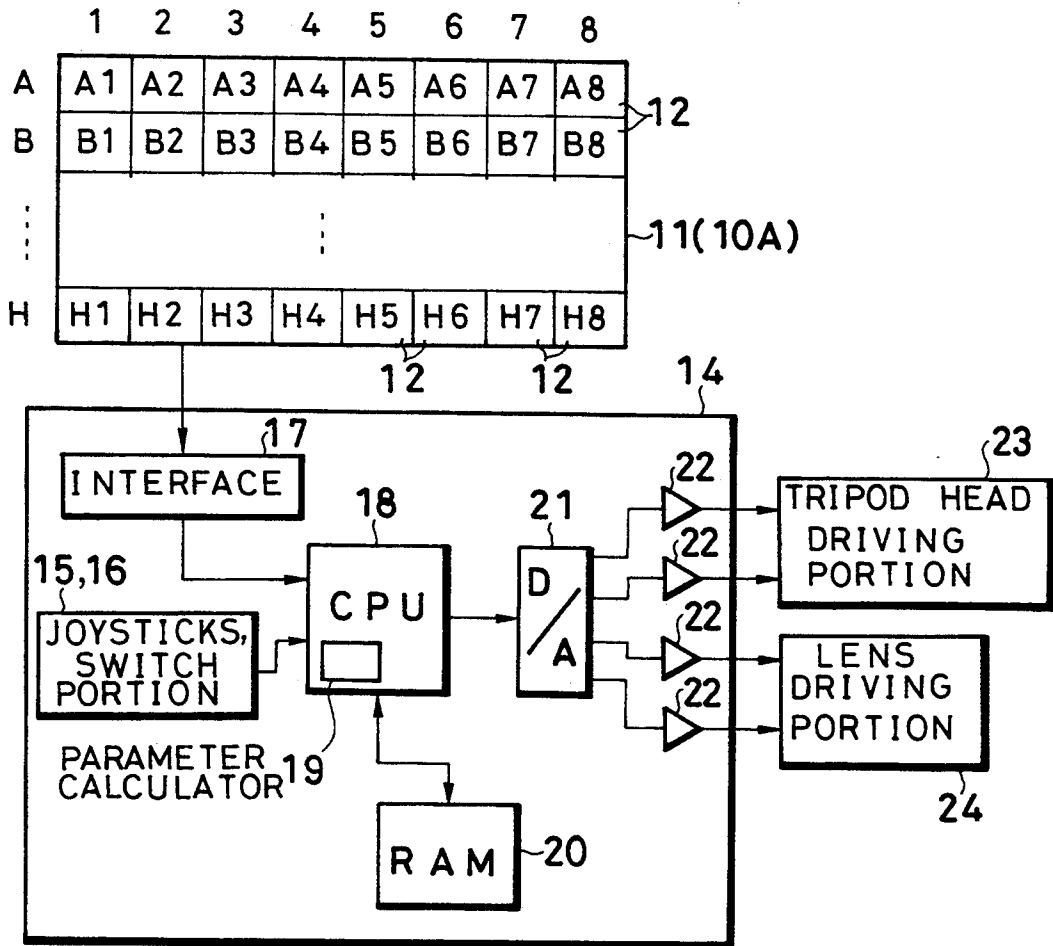 1 2 3 4 5 6 7 8
A A1 A2 A3 A4 A5 A6 A7 A8
12
B B1 B2 B3 B4 B5 B6 B7 B8
11(10A)
H H1 H2 H3 H4 H5 H6 H7 H8
12 12
14
17
INTERFACE
22
23
TRIPOD HEAD
DRIVING
PORTION
18
CPU
21
D/A
22
15,16
JOYSTICKS,
SWITCH
PORTION
22
LENS
DRIVING
PORTION
22
PARAMETER
CALCULATOR
19
24
RAM
20